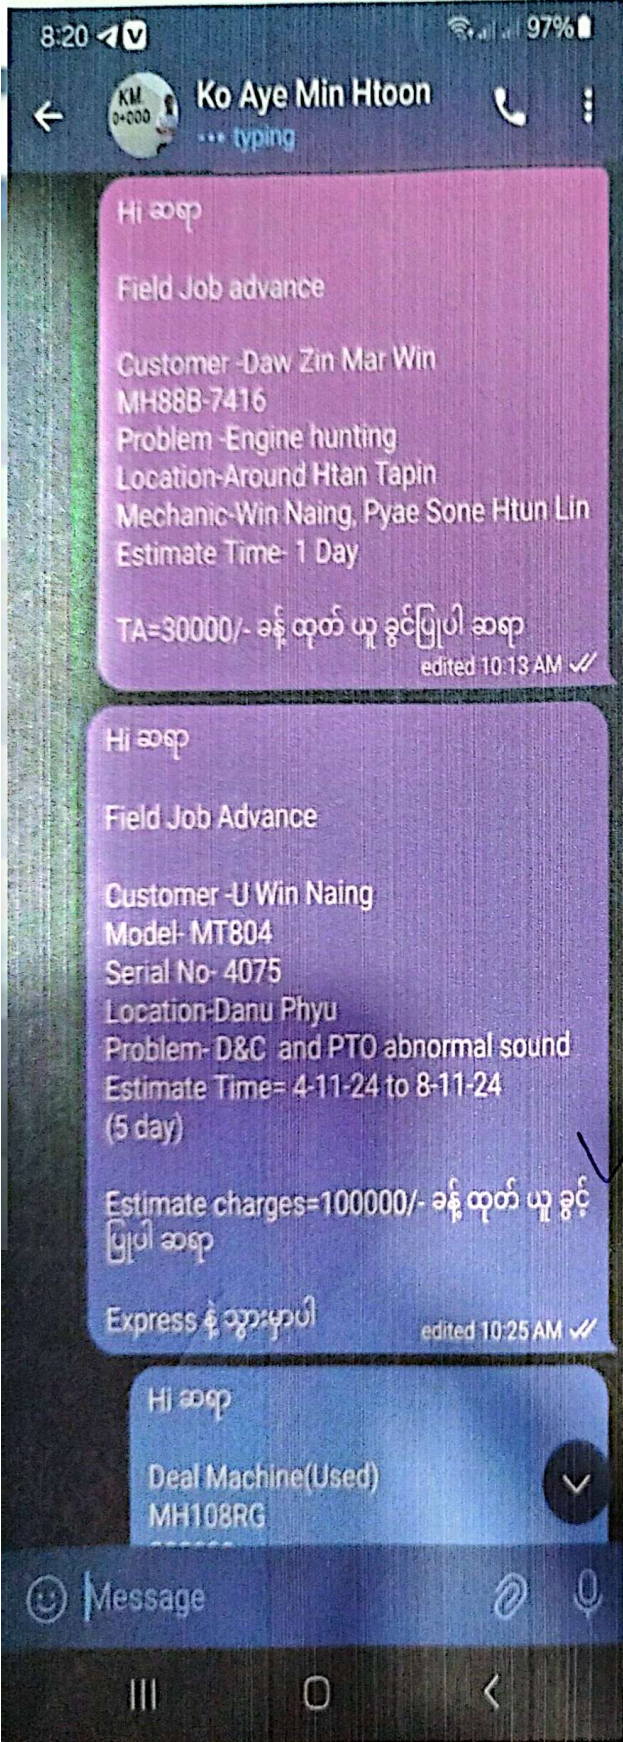 8:20
97%
Ko Aye Min Htoon
KM
0+000
••• typing
Hi ဆရာ
Field Job advance
Customer -Daw Zin Mar Win
MH88B-7416
Problem -Engine hunting
Location-Around Htan Tapin
Mechanic-Win Naing, Pyae Sone Htun Lin
Estimate Time- 1 Day
TA=30000/- ခန့် ထုတ် ယူ ခွင်ပြုပါ ဆရာ
edited 10:13 AM
Hi ဆရာ
Field Job Advance
Customer -U Win Naing
Model- MT804
Serial No- 4075
Location-Danu Phyu
Problem- D&C and PTO abnormal sound
Estimate Time= 4-11-24 to 8-11-24
(5 day)
Estimate charges=100000/- ခန့် ထုတ် ယူ ခွင့်
ပြုပါ ဆရာ
Express နဲ့ သွားမှာပါ
edited 10:25 AM
Hi ဆရာ
Deal Machine(Used)
MH108RG
Message